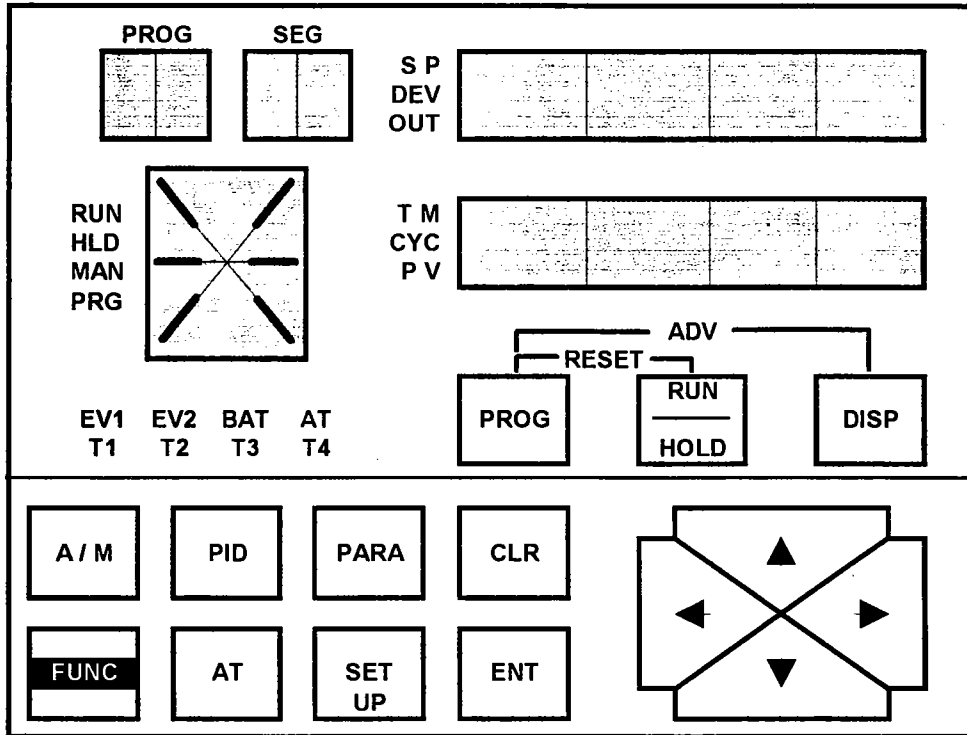 PROG SEG
S P
DEV
OUT
RUN
HLD
MAN
PRG
T M
CYC
P V
ADV
RESET
PROG
RUN
HOLD
DISP
EV1 EV2 BAT AT
T1 T2 T3 T4
A / M PID PARA CLR
FUNC AT SET UP ENT